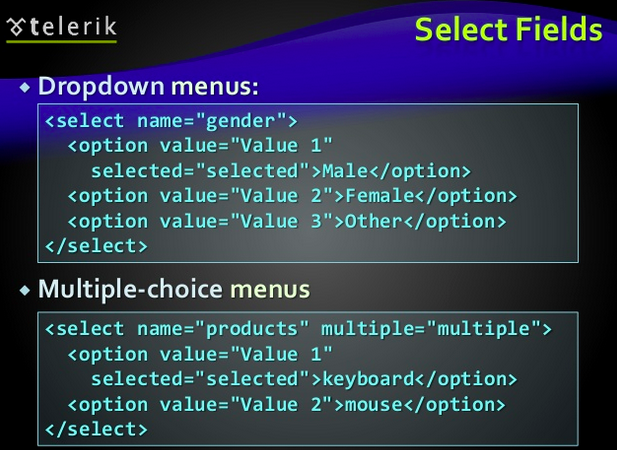 telerik
Select Fields
Dropdown menus:
<select name="gender">
<option value="Value 1"
selected="selected">Male</option>
<option value="Value 2">Female</option>
<option value="Value 3">Other</option>
</select>
Multiple-choice menus
<select name="products" multiple="multiple">
<option value="Value 1"
selected="selected">keyboard</option>
<option value="Value 2">mouse</option>
</select>